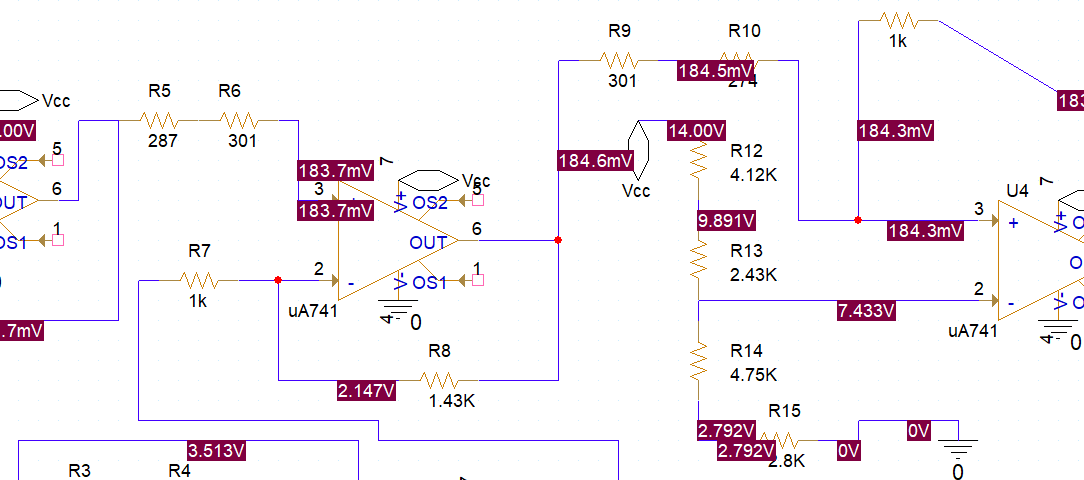 R9
R10
301
184.5mV
274
1k
183
R5
R6
Vcc
287
301
.00V
14.00V
184.3mV
R12
4.12K
184.6mV
Vcc
OS2
5
183.7mV
7
Vcc
3
5
6
OUT
183.7mV
V+
OS2
9.891V
U4
7
3
+
V+
184.3mV
OS1
1
6
OUT
R7
R13
2.43K
1k
2
-
V-
OS1
1
uA741
4
0
2
-
V-
7.433V
uA741
4
0
.7mV
R8
R14
4.75K
2.147V
1.43K
R15
2.792V
2.792V
2.8K
0V
0V
0
3.513V
R3
R4